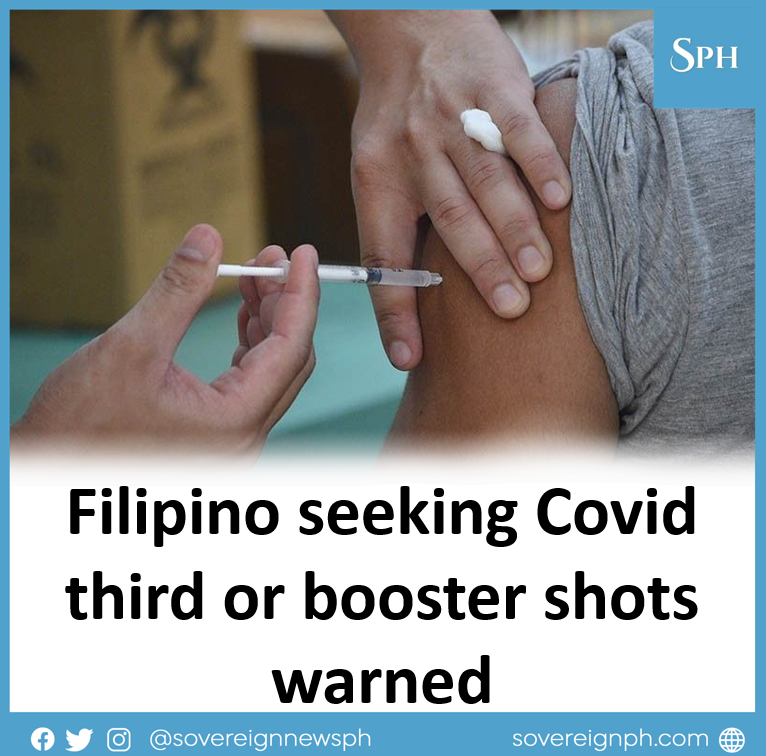 SPH
Filipino seeking Covid
third or booster shots
warned
@sovereignnewsph
sovereignph.com